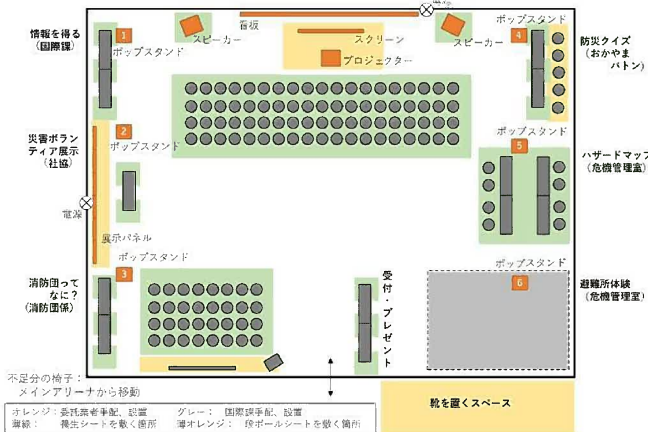 情報を得る
(国際課)
1
ポップスタンド
スピーカー
看板
スクリーン
プロジェクター
電源
スピーカー
ポップスタンド
4
防災クイズ
(おかやま
バトン)
災害ボラン
ティア展示
(社協)
2
ポップスタンド
電源
展示パネル
ポップスタンド
5
ハザードマップ
(危機管理室)
消防団って
なに?
(消防団係)
3
ポップスタンド
受付・プレゼント
ポップスタンド
6
避難所体験
(危機管理室)
不足分の椅子:
メインアリーナから移動
靴を置くスペース
オレンジ:委託業者手配、設置
グレー: 国際課手配、設置
薄緑: 養生シートを敷く箇所
薄オレンジ: 段ボールシートを敷く箇所